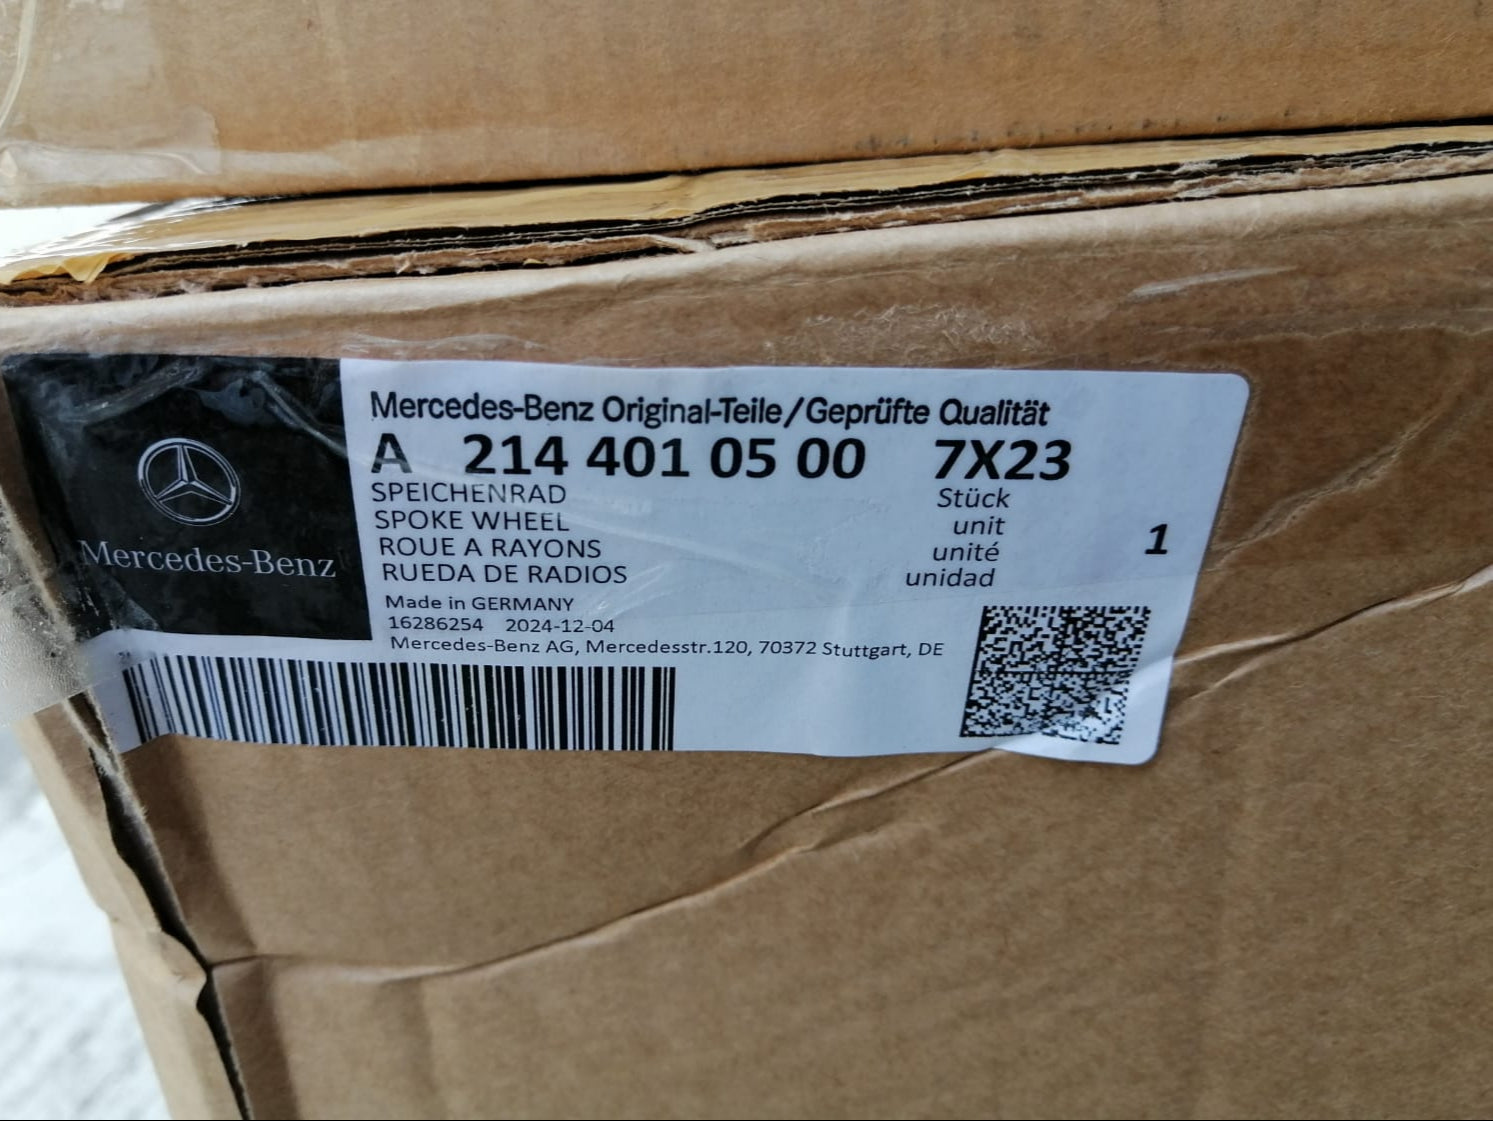 Mercedes-Benz Original-Teile/Geprüfte Qualität
A 214 401 05 00 7X23
SPEICHENRAD
SPOKE WHEEL
ROUE A RAYONS
RUEDA DE RADIOS
Stück
unit
unité
unidad
1
Made in GERMANY
16286254 2024-12-04
Mercedes-Benz AG, Mercedesstr.120, 70372 Stuttgart, DE
Mercedes-Benz